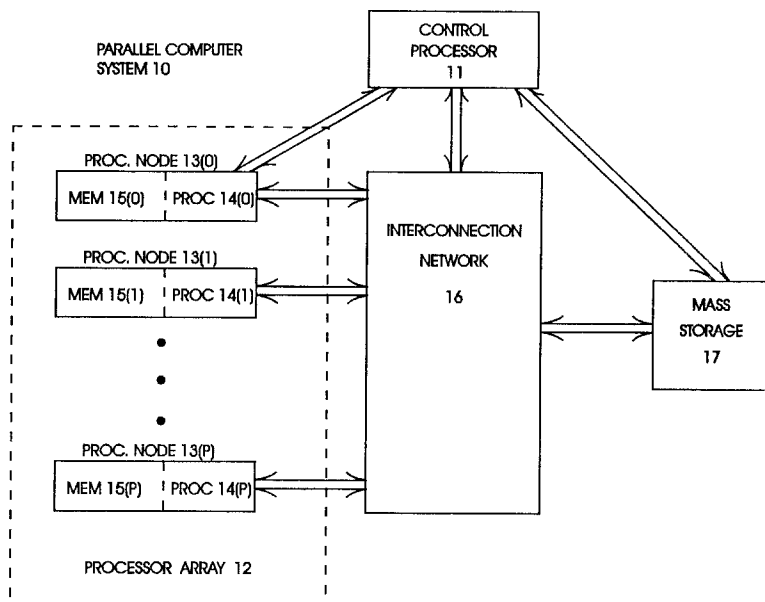 PARALLEL COMPUTER
SYSTEM 10
CONTROL
PROCESSOR
11
PROC. NODE 13(0)
MEM 15(0) PROC 14(0)
PROC. NODE 13(1)
MEM 15(1) PROC 14(1)
PROC. NODE 13(P)
MEM 15(P) PROC 14(P)
PROCESSOR ARRAY 12
INTERCONNECTION
NETWORK
16
MASS
STORAGE
17